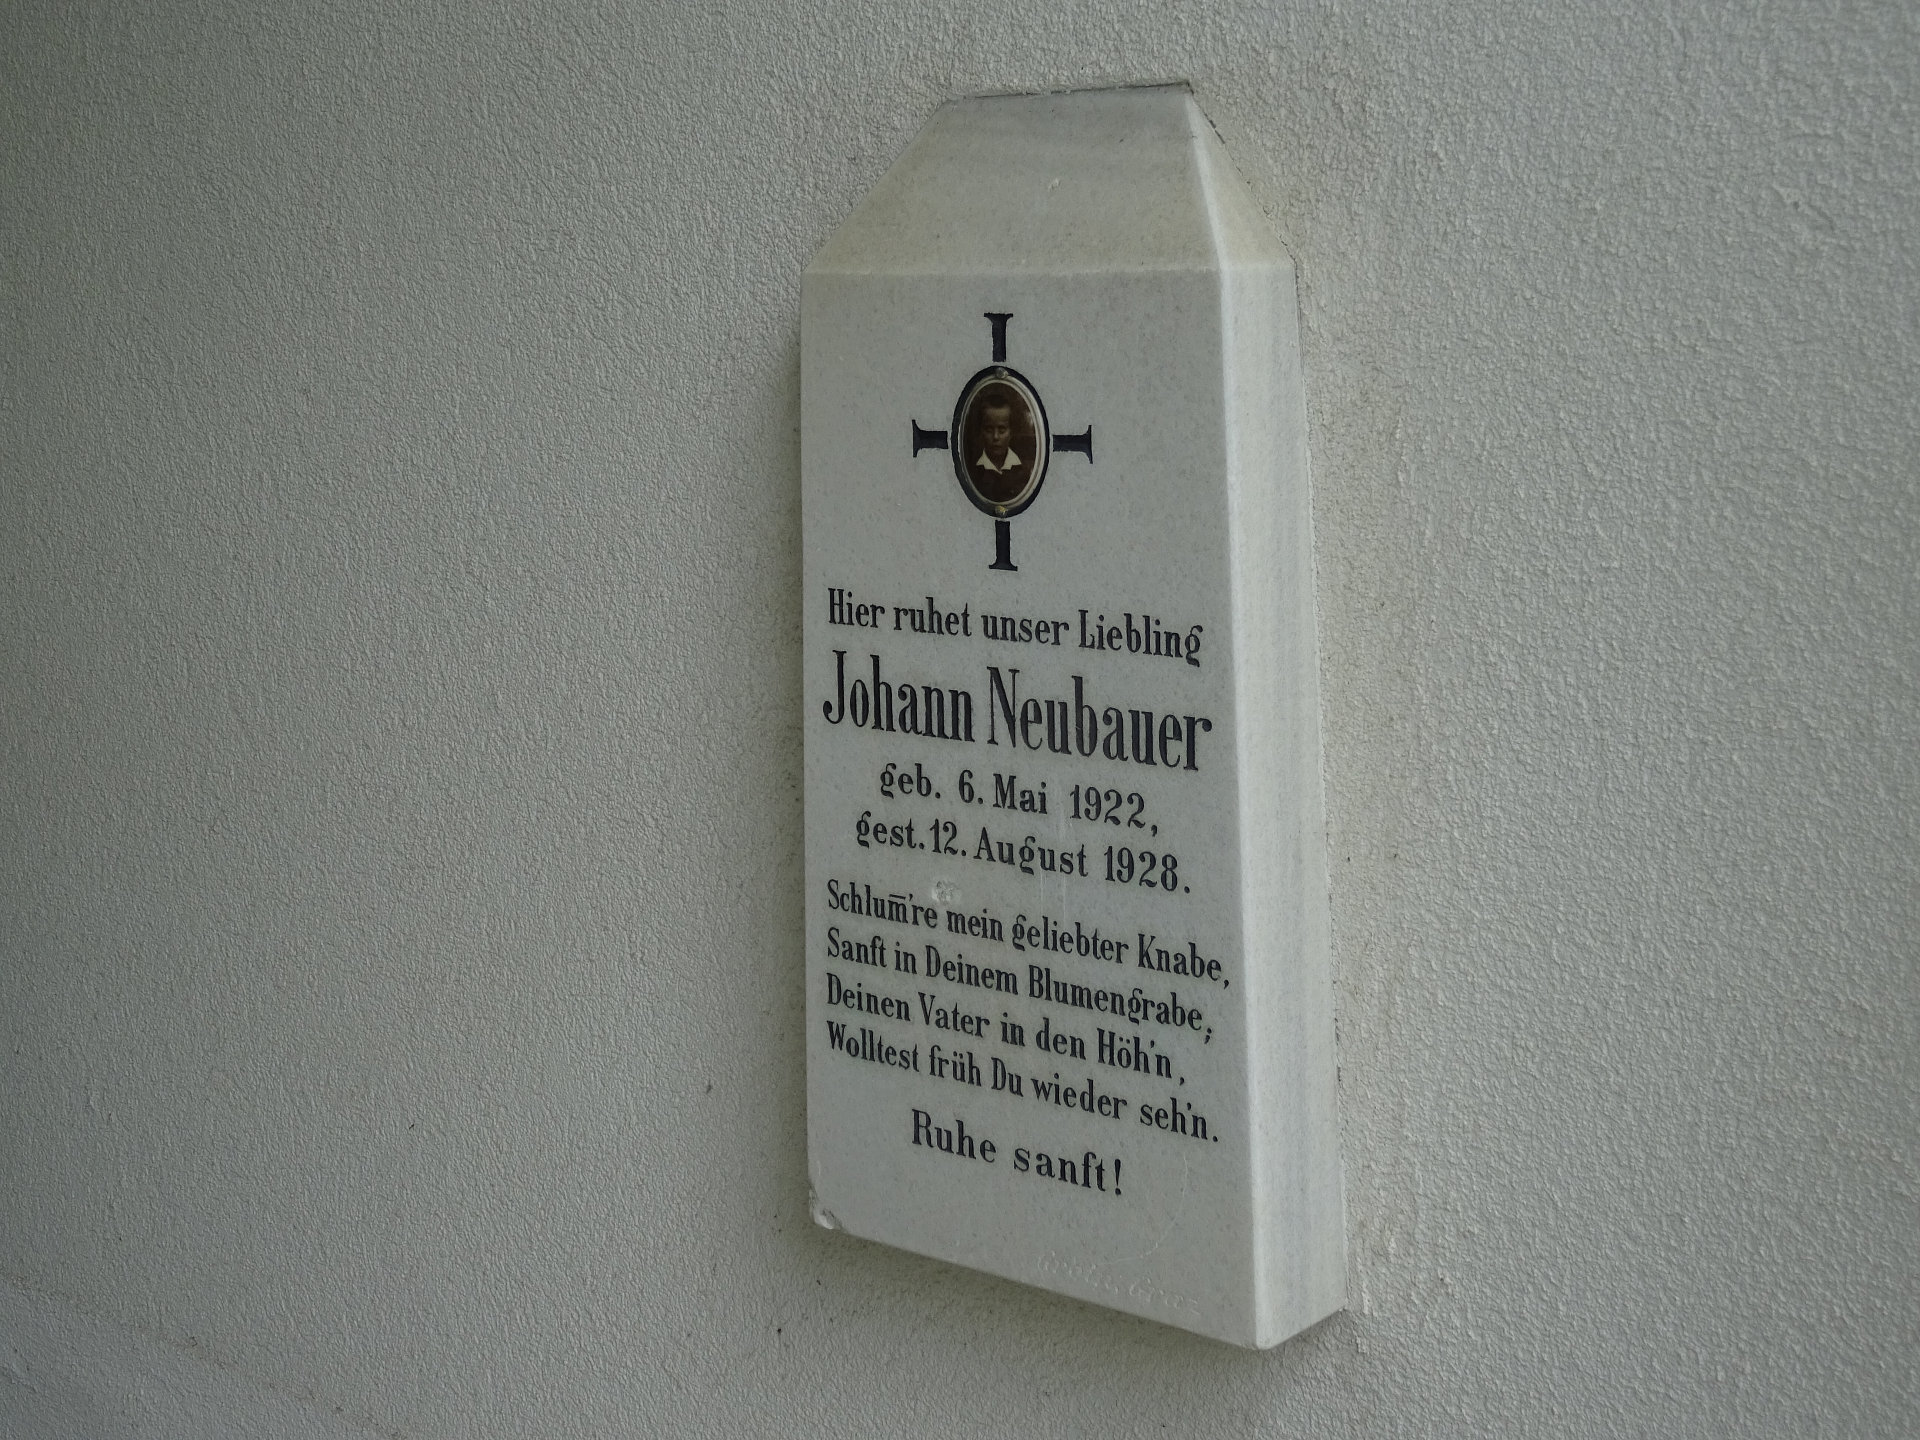 Hier ruhet unser Liebling
Johann Neubauer
geb. 6. Mai 1922,
gest. 12. August 1928.
Schlum̅'re mein geliebter Knabe,
Sanft in Deinem Blumengrabe;
Deinen Vater in den Höh'n,
Wolltest früh Du wieder seh'n.
Ruhe sanft!